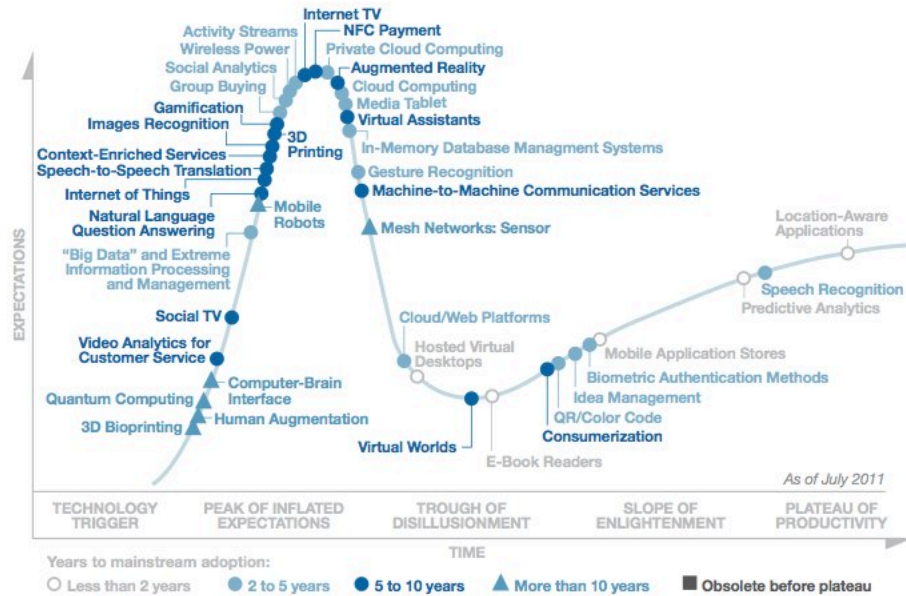 Internet TV
NFC Payment
Activity Streams
Wireless Power
Private Cloud Computing
Social Analytics
Augmented Reality
Group Buying
Cloud Computing
Gamification
Media Tablet
Images Recognition
Virtual Assistants
3D
Printing
In-Memory Database Managment Systems
Context-Enriched Services
Speech-to-Speech Translation
Gesture Recognition
Internet of Things
Machine-to-Machine Communication Services
Natural Language
Question Answering
Mobile
Robots
Mesh Networks: Sensor
Location-Aware
Applications
"Big Data" and Extreme
Information Processing
and Management
Speech Recognition
Predictive Analytics
Social TV
Cloud/Web Platforms
Video Analytics for
Customer Service
Hosted Virtual
Desktops
Mobile Application Stores
Computer-Brain
Interface
Biometric Authentication Methods
Quantum Computing
Idea Management
Human Augmentation
QR/Color Code
3D Bioprinting
Consumerization
Virtual Worlds
E-Book Readers
EXPECTATIONS
As of July 2011
TECHNOLOGY
TRIGGER
PEAK OF INFLATED
EXPECTATIONS
TROUGH OF
DISILLUSIONMENT
SLOPE OF
ENLIGHTENMENT
PLATEAU OF
PRODUCTIVITY
TIME
Years to mainstream adoption:
Less than 2 years
2 to 5 years
5 to 10 years
More than 10 years
Obsolete before plateau